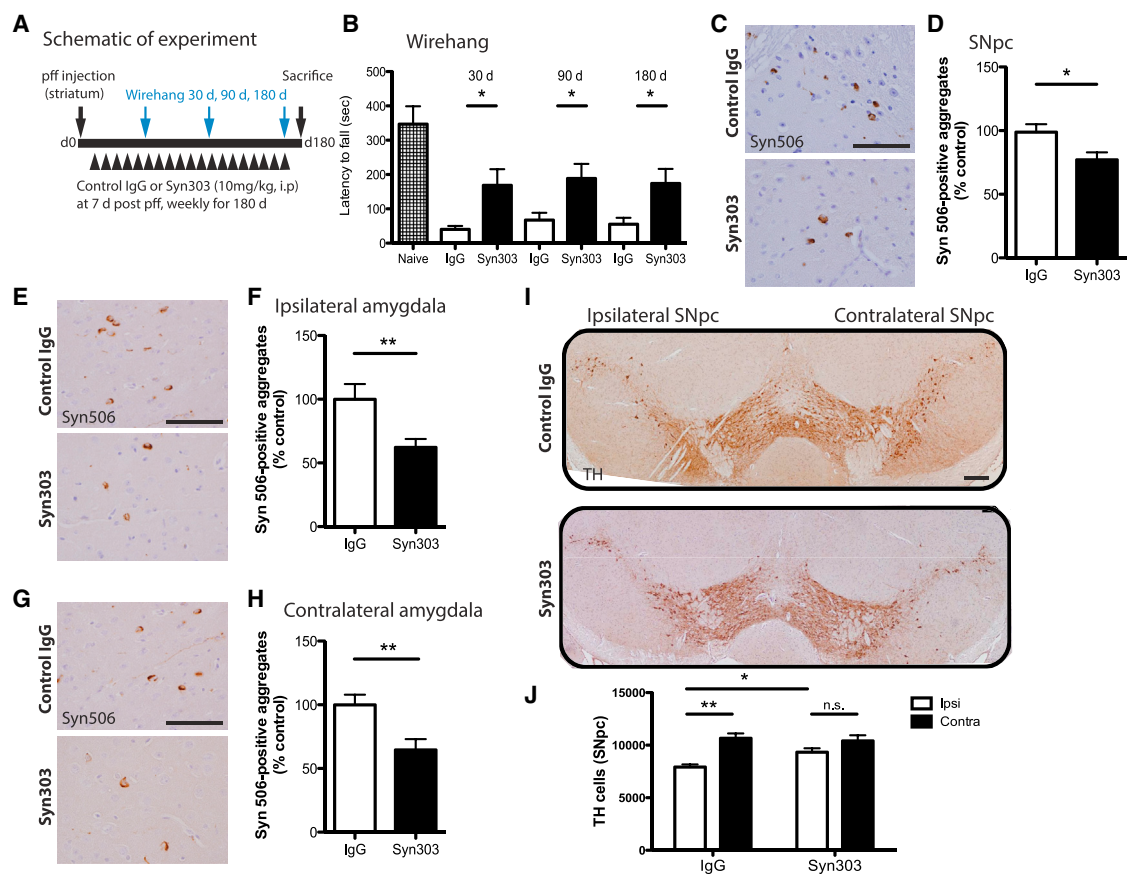 A
Schematic of experiment
pff injection
(striatum)
Wirehang 30 d, 90 d, 180 d
Sacrifice
d0
d180
Control IgG or Syn303 (10mg/kg, i.p)
at 7 d post pff, weekly for 180 d
B
Wirehang
Latency to fall (sec)
500
400
300
200
100
0
30 d
90 d
180 d
*
*
*
Naive
IgG
Syn303
IgG
Syn303
IgG
Syn303
C
Control IgG
Syn506
Syn303
D
SNpc
Syn 506-positive aggregates
(% control)
150
100
50
0
*
IgG
Syn303
E
Control IgG
Syn506
Syn303
F
Ipsilateral amygdala
Syn 506-positive aggregates
(% control)
150
100
50
0
**
IgG
Syn303
G
Control IgG
Syn506
Syn303
H
Contralateral amygdala
Syn 506-positive aggregates
(% control)
150
100
50
0
**
IgG
Syn303
I
Ipsilateral SNpc
Contralateral SNpc
Control IgG
TH
Syn303
J
TH cells (SNpc)
15000
10000
5000
0
*
**
n.s.
Ipsi
Contra
IgG
Syn303